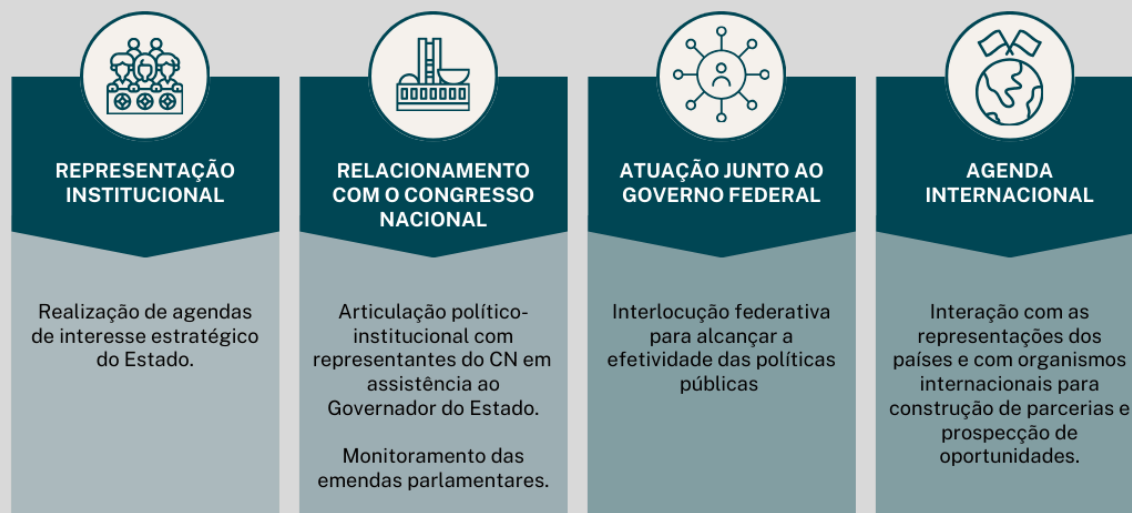 REPRESENTAÇÃO
INSTITUCIONAL
Realização de agendas
de interesse estratégico
do Estado.
RELACIONAMENTO
COM O CONGRESSO
NACIONAL
Articulação político-
institucional com
representantes do CN em
assistência ao
Governador do Estado.
Monitoramento das
emendas parlamentares.
ATUAÇÃO JUNTO AO
GOVERNO FEDERAL
Interlocução federativa
para alcançar a
efetividade das políticas
públicas
AGENDA
INTERNACIONAL
Interação com as
representações dos
países e com organismos
internacionais para
construção de parcerias e
prospecção de
oportunidades.